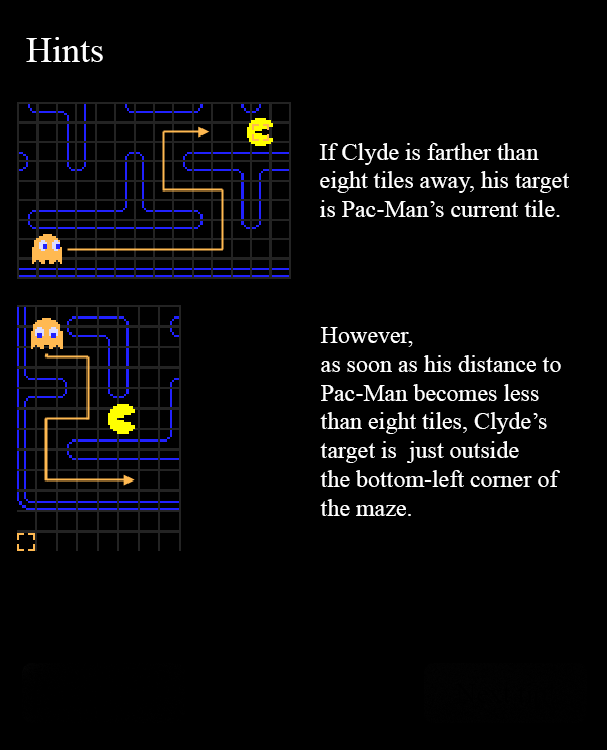 Hints
If Clyde is farther than
eight tiles away, his target
is Pac-Man’s current tile.
However,
as soon as his distance to
Pac-Man becomes less
than eight tiles, Clyde’s
target is  just outside
the bottom-left corner of
the maze.